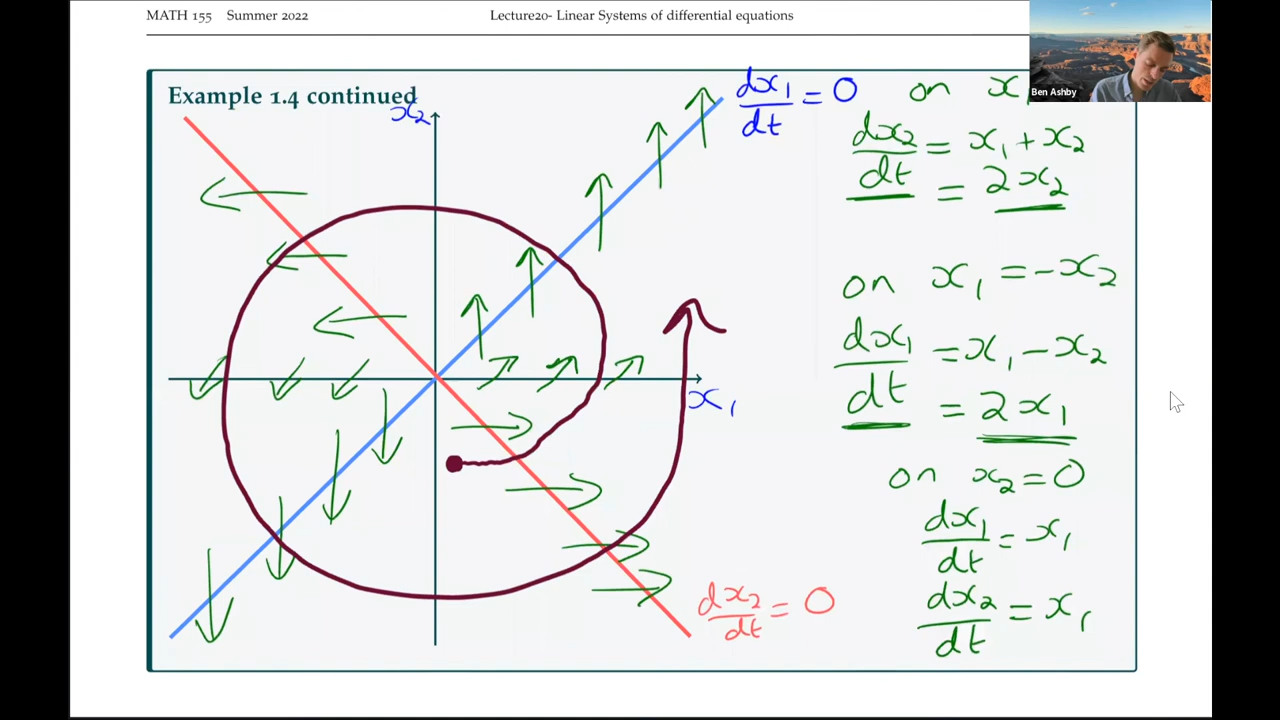 MATH 155 Summer 2022
Lecture20- Linear Systems of differential equations
Ben Ashby
Example 1.4 continued
x₂
x₁
dx₁/dt = 0
dx₂/dt = 0
on x₁
dx₂/dt = x₁ + x₂
= 2x₂
on x₁ = -x₂
dx₁/dt = x₁ - x₂
= 2x₁
on x₂ = 0
dx₁/dt = x₁
dx₂/dt = x₁